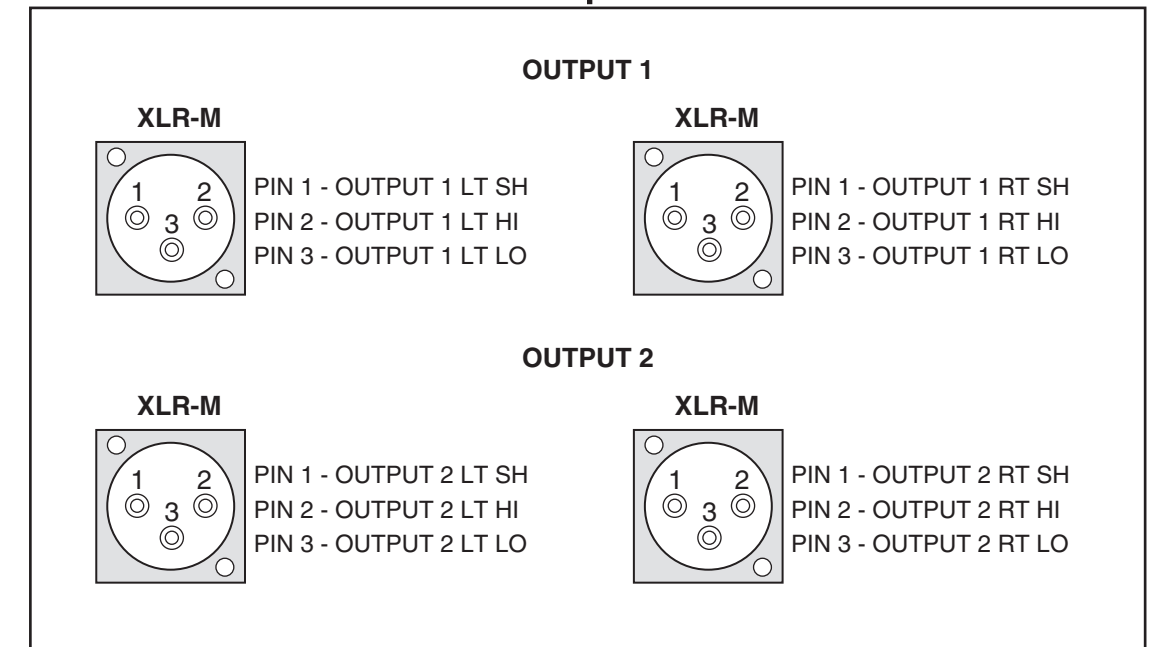 OUTPUT 1
XLR-M
1 2
3
PIN 1 - OUTPUT 1 LT SH
PIN 2 - OUTPUT 1 LT HI
PIN 3 - OUTPUT 1 LT LO
XLR-M
1 2
3
PIN 1 - OUTPUT 1 RT SH
PIN 2 - OUTPUT 1 RT HI
PIN 3 - OUTPUT 1 RT LO
OUTPUT 2
XLR-M
1 2
3
PIN 1 - OUTPUT 2 LT SH
PIN 2 - OUTPUT 2 LT HI
PIN 3 - OUTPUT 2 LT LO
XLR-M
1 2
3
PIN 1 - OUTPUT 2 RT SH
PIN 2 - OUTPUT 2 RT HI
PIN 3 - OUTPUT 2 RT LO